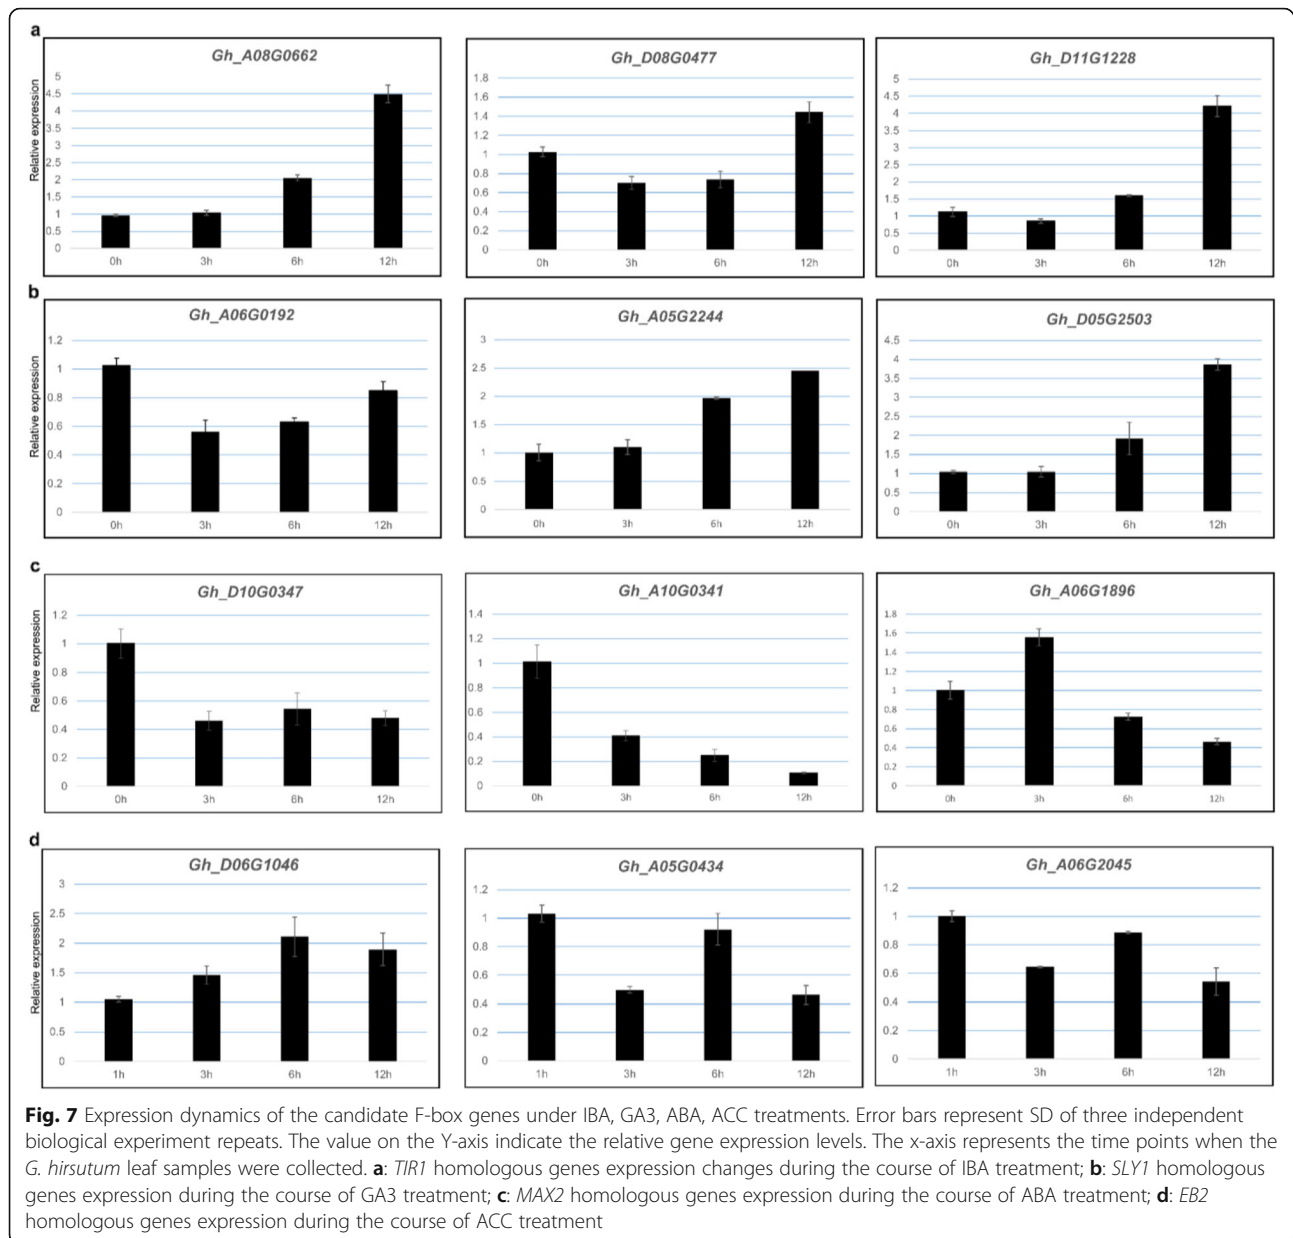 a
Gh_A08G0662
Relative expression
5
4.5
4
3.5
3
2.5
2
1.5
1
0.5
0
0h 3h 6h 12h
Gh_D08G0477
1.8
1.6
1.4
1.2
1
0.8
0.6
0.4
0.2
0
0h 3h 6h 12h
Gh_D11G1228
5
4.5
4
3.5
3
2.5
2
1.5
1
0.5
0
0h 3h 6h 12h
b
Gh_A06G0192
Relative expression
1.2
1
0.8
0.6
0.4
0.2
0
0h 3h 6h 12h
Gh_A05G2244
3
2.5
2
1.5
1
0.5
0
0h 3h 6h 12h
Gh_D05G2503
4.5
4
3.5
3
2.5
2
1.5
1
0.5
0
0h 3h 6h 12h
c
Gh_D10G0347
Relative expression
1.2
1
0.8
0.6
0.4
0.2
0
0h 3h 6h 12h
Gh_A10G0341
1.4
1.2
1
0.8
0.6
0.4
0.2
0
0h 3h 6h 12h
Gh_A06G1896
1.8
1.6
1.4
1.2
1
0.8
0.6
0.4
0.2
0
0h 3h 6h 12h
d
Gh_D06G1046
Relative expression
3
2.5
2
1.5
1
0.5
0
1h 3h 6h 12h
Gh_A05G0434
1.2
1
0.8
0.6
0.4
0.2
0
1h 3h 6h 12h
Gh_A06G2045
1.2
1
0.8
0.6
0.4
0.2
0
1h 3h 6h 12h
Fig. 7 Expression dynamics of the candidate F-box genes under IBA, GA3, ABA, ACC treatments. Error bars represent SD of three independent
biological experiment repeats. The value on the Y-axis indicate the relative gene expression levels. The x-axis represents the time points when the
G. hirsutum leaf samples were collected. a: TIR1 homologous genes expression changes during the course of IBA treatment; b: SLY1 homologous
genes expression during the course of GA3 treatment; c: MAX2 homologous genes expression during the course of ABA treatment; d: EB2
homologous genes expression during the course of ACC treatment